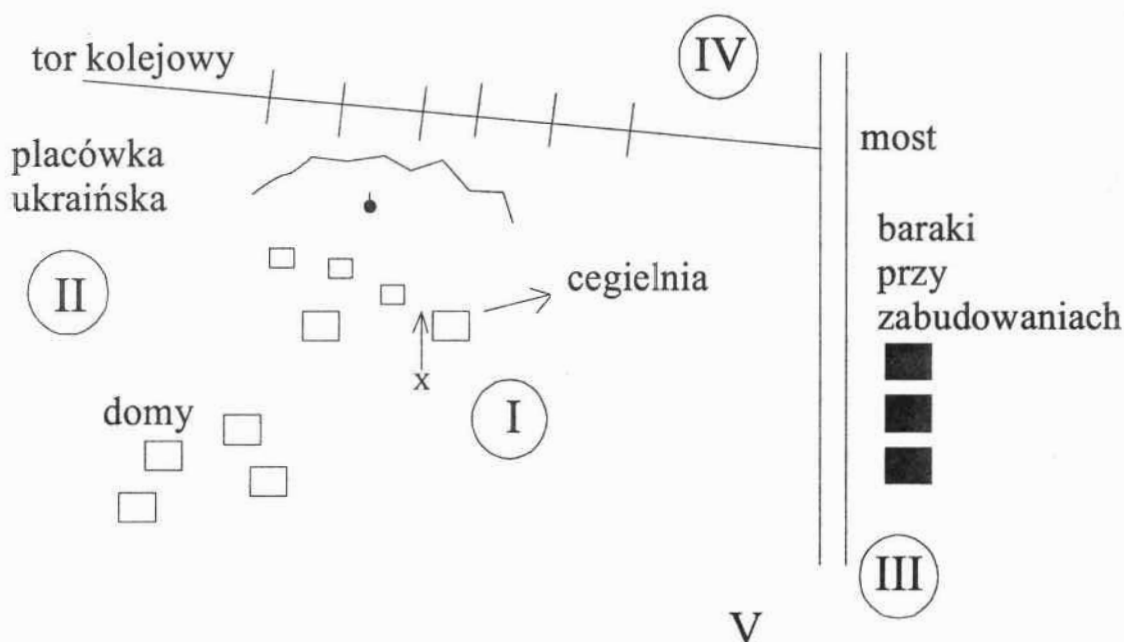 IV
tor kolejowy
most
placówka
ukraińska
baraki
przy
zabudowaniach
II
cegielnia
x
domy
I
III
V